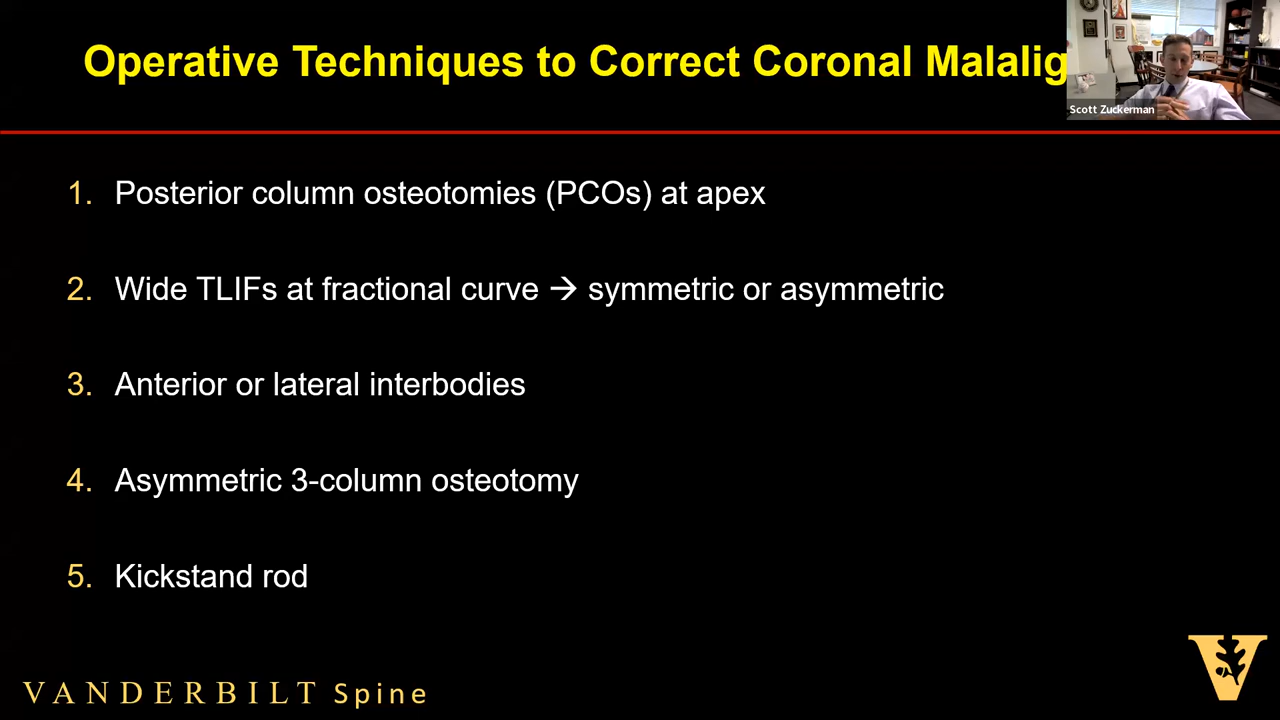 Operative Techniques to Correct Coronal Malalig
Scott Zuckerman
1. Posterior column osteotomies (PCOs) at apex
2. Wide TLIFs at fractional curve → symmetric or asymmetric
3. Anterior or lateral interbodies
4. Asymmetric 3-column osteotomy
5. Kickstand rod
VANDERBILT Spine
V